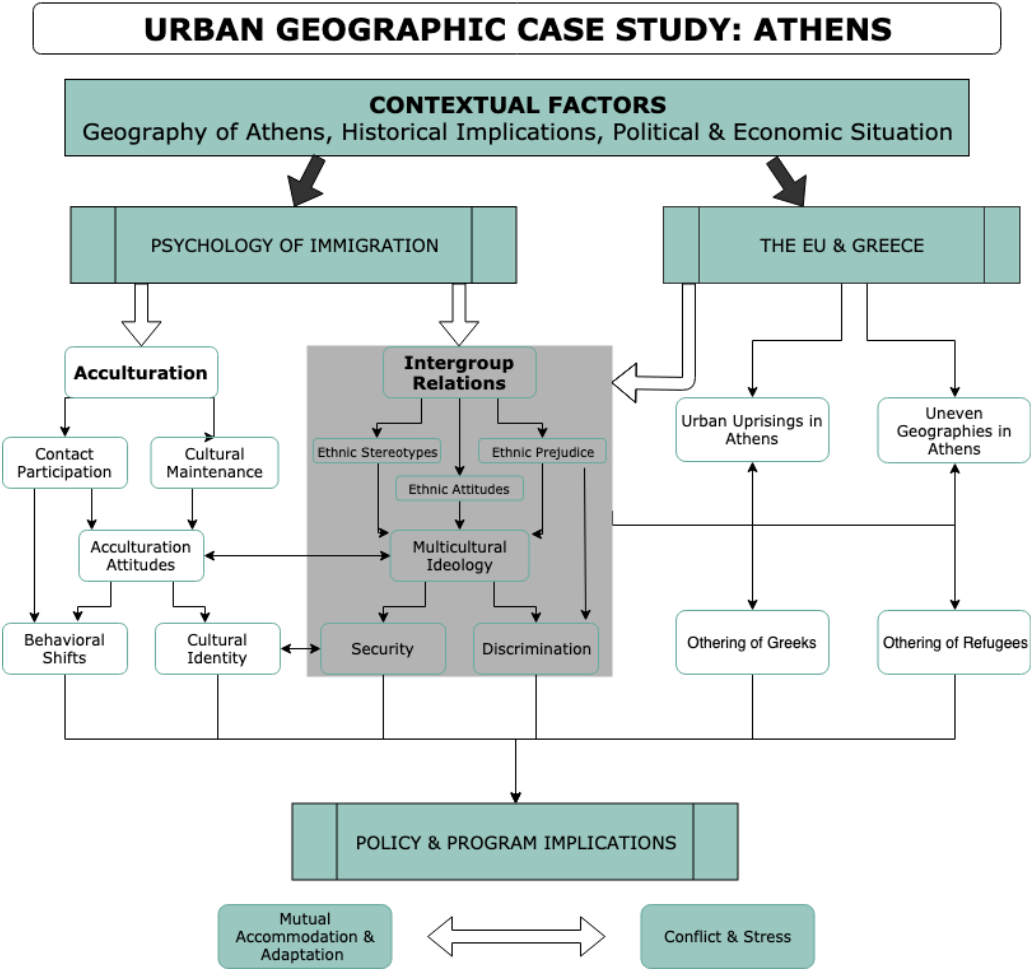 URBAN GEOGRAPHIC CASE STUDY: ATHENS
CONTEXTUAL FACTORS
Geography of Athens, Historical Implications, Political & Economic Situation
PSYCHOLOGY OF IMMIGRATION
THE EU & GREECE
Acculturation
Intergroup
Relations
Urban Uprisings in
Athens
Uneven
Geographies in
Athens
Contact
Participation
Cultural
Maintenance
Ethnic Stereotypes
Ethnic Prejudice
Ethnic Attitudes
Acculturation
Attitudes
Multicultural
Ideology
Behavioral
Shifts
Cultural
Identity
Security
Discrimination
Othering of Greeks
Othering of Refugees
POLICY & PROGRAM IMPLICATIONS
Mutual
Accommodation &
Adaptation
Conflict & Stress